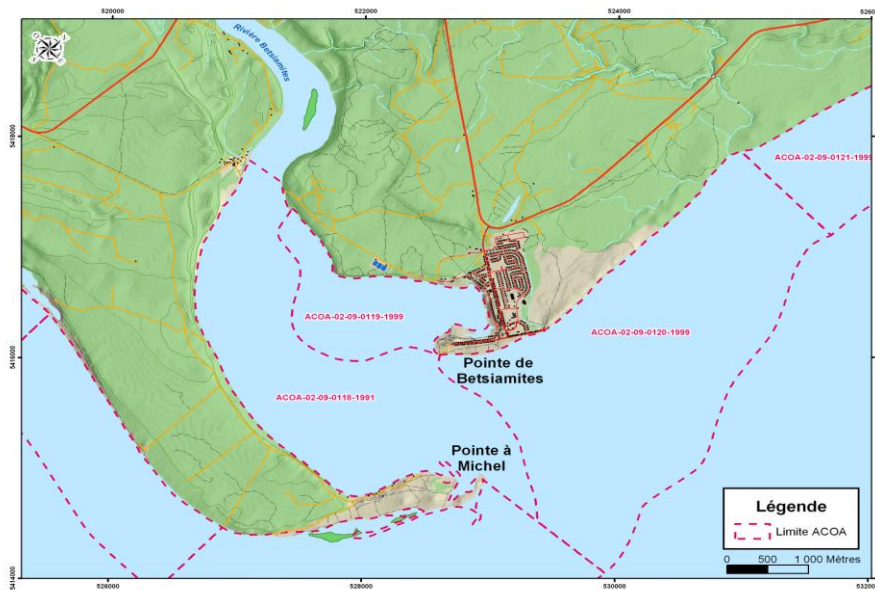 520000
522000
524000
526000
Rivière Betsiamites
5418000
5418000
ACOA-02-09-0121-1999
ACOA-02-09-0119-1999
ACOA-02-09-0120-1999
5416000
5416000
Pointe de
Betsiamites
ACOA-02-09-0118-1991
Pointe à
Michel
Légende
Limite ACOA
0 500 1 000 Mètres
5414000
526000
528000
530000